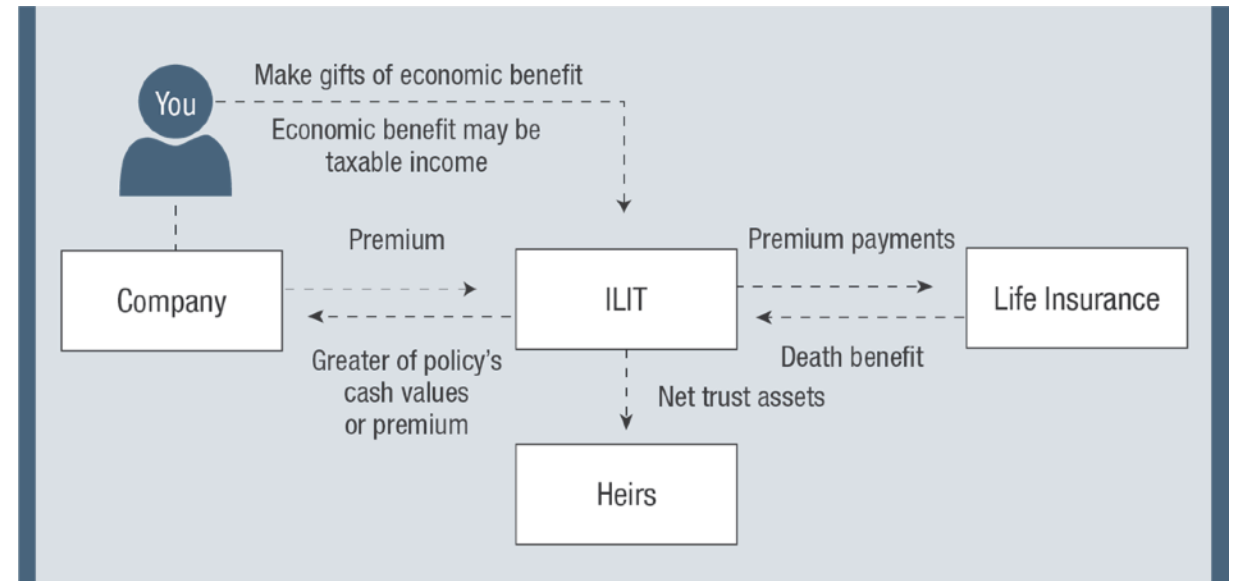 You
Make gifts of economic benefit
Economic benefit may be
taxable income
Company
Premium
Greater of policy's
cash values
or premium
ILIT
Premium payments
Death benefit
Life Insurance
Net trust assets
Heirs